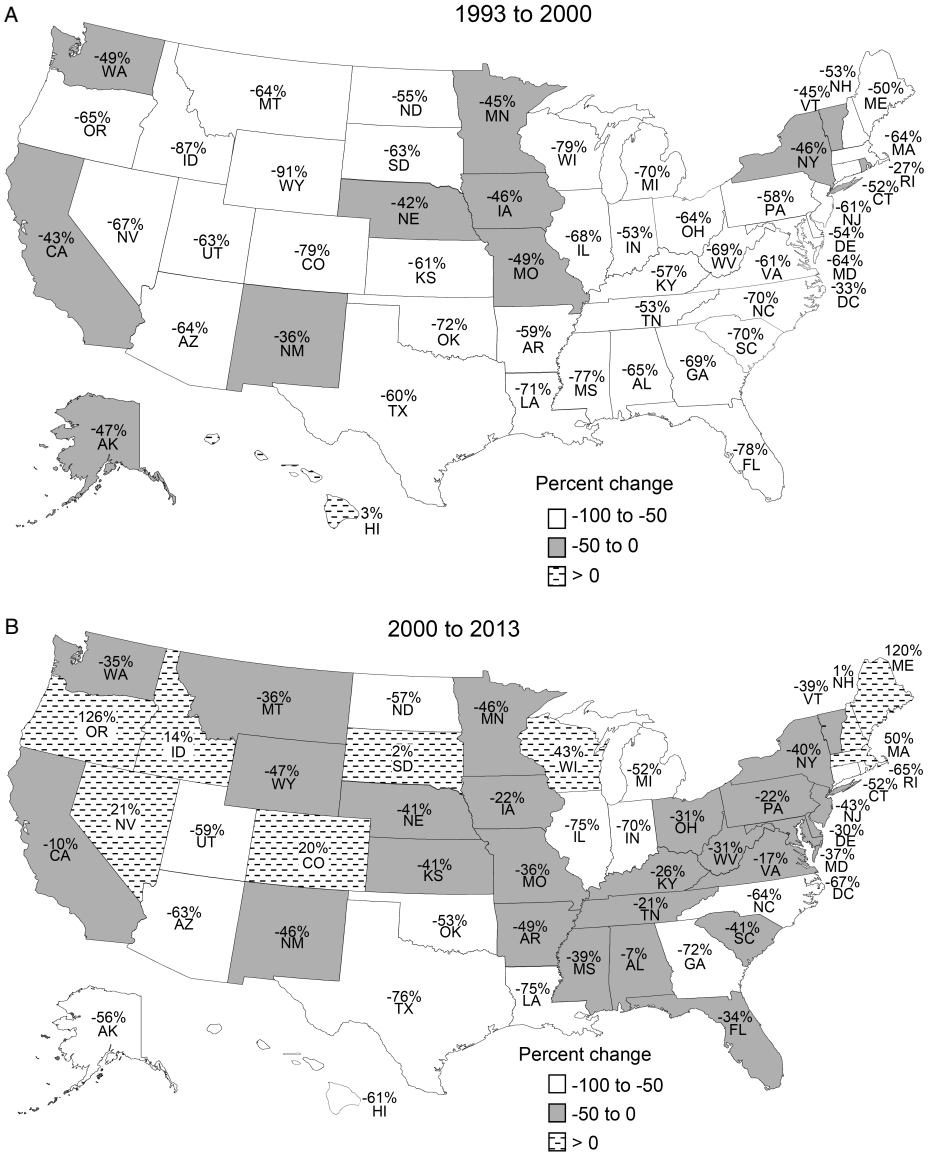 A
1993 to 2000
-49%
WA
-65%
OR
-43%
CA
-67%
NV
-87%
ID
-64%
MT
-91%
WY
-63%
UT
-79%
CO
-64%
AZ
-36%
NM
-55%
ND
-63%
SD
-42%
NE
-61%
KS
-72%
OK
-60%
TX
-45%
MN
-46%
IA
-49%
MO
-59%
AR
-71%
LA
-79%
WI
-68%
IL
-70%
MI
-53%
IN
-64%
OH
-57%
KY
-53%
TN
-77%
MS
-65%
AL
-69%
GA
-78%
FL
-70%
SC
-70%
NC
-61%
VA
-69%
WV
-58%
PA
-46%
NY
-45%
VT
-53%
NH
-50%
ME
-64%
MA
-27%
RI
-52%
CT
-61%
NJ
-54%
DE
-64%
MD
-33%
DC
-47%
AK
3%
HI
Percent change
-100 to -50
-50 to 0
> 0
B
2000 to 2013
-35%
WA
126%
OR
-10%
CA
21%
NV
14%
ID
-36%
MT
-47%
WY
-59%
UT
20%
CO
-63%
AZ
-46%
NM
-57%
ND
2%
SD
-41%
NE
-41%
KS
-53%
OK
-76%
TX
-46%
MN
-22%
IA
-36%
MO
-49%
AR
-75%
LA
43%
WI
-75%
IL
-52%
MI
-70%
IN
-31%
OH
-26%
KY
-21%
TN
-39%
MS
-7%
AL
-72%
GA
-34%
FL
-41%
SC
-64%
NC
-17%
VA
-31%
WV
-22%
PA
-40%
NY
-39%
VT
1%
NH
120%
ME
50%
MA
-65%
RI
-52%
CT
-43%
NJ
-30%
DE
-37%
MD
-67%
DC
-56%
AK
-61%
HI
Percent change
-100 to -50
-50 to 0
> 0